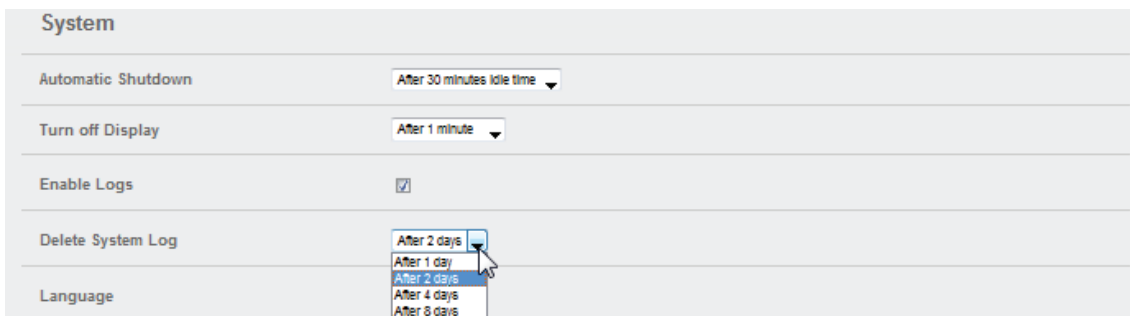 System
Automatic Shutdown After 30 minutes idle time
Turn off Display After 1 minute
Enable Logs
Delete System Log After 2 days
After 1 day
After 2 days
Language After 4 days
After 8 days